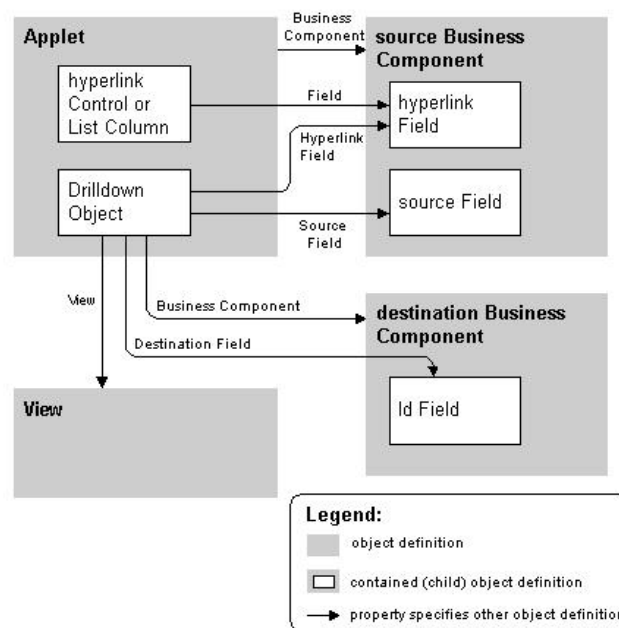 Applet
Business
Component
source Business
Component
hyperlink
Control or
List Column
Field
hyperlink
Field
Hyperlink
Field
Drilldown
Object
source Field
Source
Field
View
Business Component
destination Business
Component
Destination Field
Id Field
View
Legend:
object definition
contained (child) object definition
property specifies other object definition